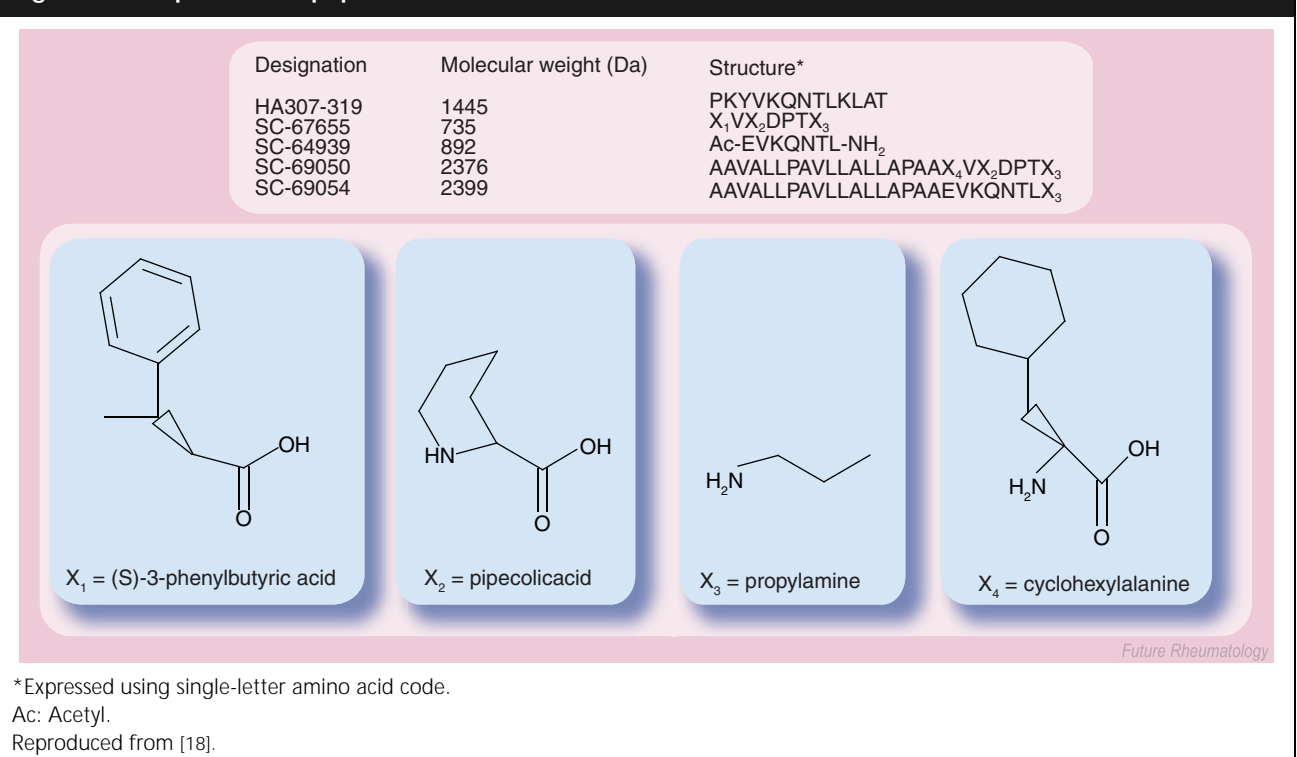 Designation Molecular weight (Da) Structure*
HA307-319 1445 PKYVKQNTLKLAT
SC-67655 735 X₁VX₂DPTX₃
SC-64939 892 Ac-EVKQNTL-NH₂
SC-69050 2376 AAVALLPAVLLALLAPAAX₄VX₂DPTX₃
SC-69054 2399 AAVALLPAVLLALLAPAAEVKQNTLX₃
OH
O
X₁ = (S)-3-phenylbutyric acid
HN
OH
O
X₂ = pipecolicacid
H₂N
X₃ = propylamine
OH
H₂N
O
X₄ = cyclohexylalanine
Future Rheumatology
*Expressed using single-letter amino acid code.
Ac: Acetyl.
Reproduced from [18].